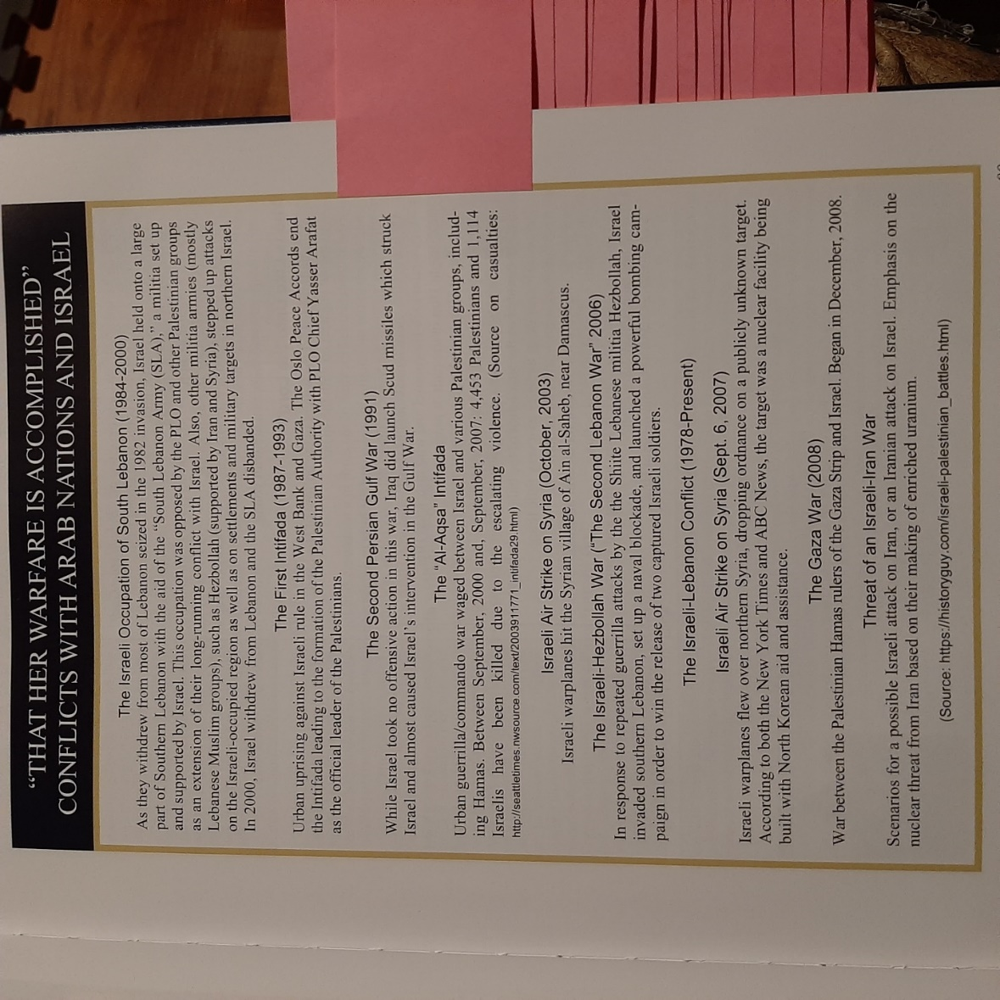 “THAT HER WARFARE IS ACCOMPLISHED”
CONFLICTS WITH ARAB NATIONS AND ISRAEL
The Israeli Occupation of South Lebanon (1984-2000)
As they withdrew from most of Lebanon seized in the 1982 invasion, Israel held onto a large
part of Southern Lebanon with the aid of the “South Lebanon Army (SLA),” a militia set up
and supported by Israel. This occupation was opposed by the PLO and other Palestinian groups
as an extension of their long-running conflict with Israel. Also, other militia armies (mostly
Lebanese Muslim groups), such as Hezbollah (supported by Iran and Syria), stepped up attacks
on the Israeli-occupied region as well as on settlements and military targets in northern Israel.
In 2000, Israel withdrew from Lebanon and the SLA disbanded.
The First Intifada (1987-1993)
Urban uprising against Israeli rule in the West Bank and Gaza. The Oslo Peace Accords end
the Intifada leading to the formation of the Palestinian Authority with PLO Chief Yasser Arafat
as the official leader of the Palestinians.
The Second Persian Gulf War (1991)
While Israel took no offensive action in this war, Iraq did launch Scud missiles which struck
Israel and almost caused Israel’s intervention in the Gulf War.
The “Al-Aqsa” Intifada
Urban guerrilla/commando war waged between Israel and various Palestinian groups, includ-
ing Hamas. Between September, 2000 and, September, 2007: 4,453 Palestinians and 1,114
Israelis have been killed due to the escalating violence. (Source on casualties:
http://seattletimes.nwsource.com/text/2003911771_intifada29.html)
Israeli Air Strike on Syria (October, 2003)
Israeli warplanes hit the Syrian village of Ain al-Saheb, near Damascus.
The Israeli-Hezbollah War (“The Second Lebanon War” 2006)
In response to repeated guerrilla attacks by the the Shiite Lebanese militia Hezbollah, Israel
invaded southern Lebanon, set up a naval blockade, and launched a powerful bombing cam-
paign in order to win the release of two captured Israeli soldiers.
The Israeli-Lebanon Conflict (1978-Present)
Israeli Air Strike on Syria (Sept. 6, 2007)
Israeli warplanes flew over northern Syria, dropping ordnance on a publicly unknown target.
According to both the New York Times and ABC News, the target was a nuclear facility being
built with North Korean aid and assistance.
The Gaza War (2008)
War between the Palestinian Hamas rulers of the Gaza Strip and Israel. Began in December, 2008.
Threat of an Israeli-Iran War
Scenarios for a possible Israeli attack on Iran, or an Iranian attack on Israel. Emphasis on the
nuclear threat from Iran based on their making of enriched uranium.
(Source: https://historyguy.com/israeli-palestinian_battles.html)